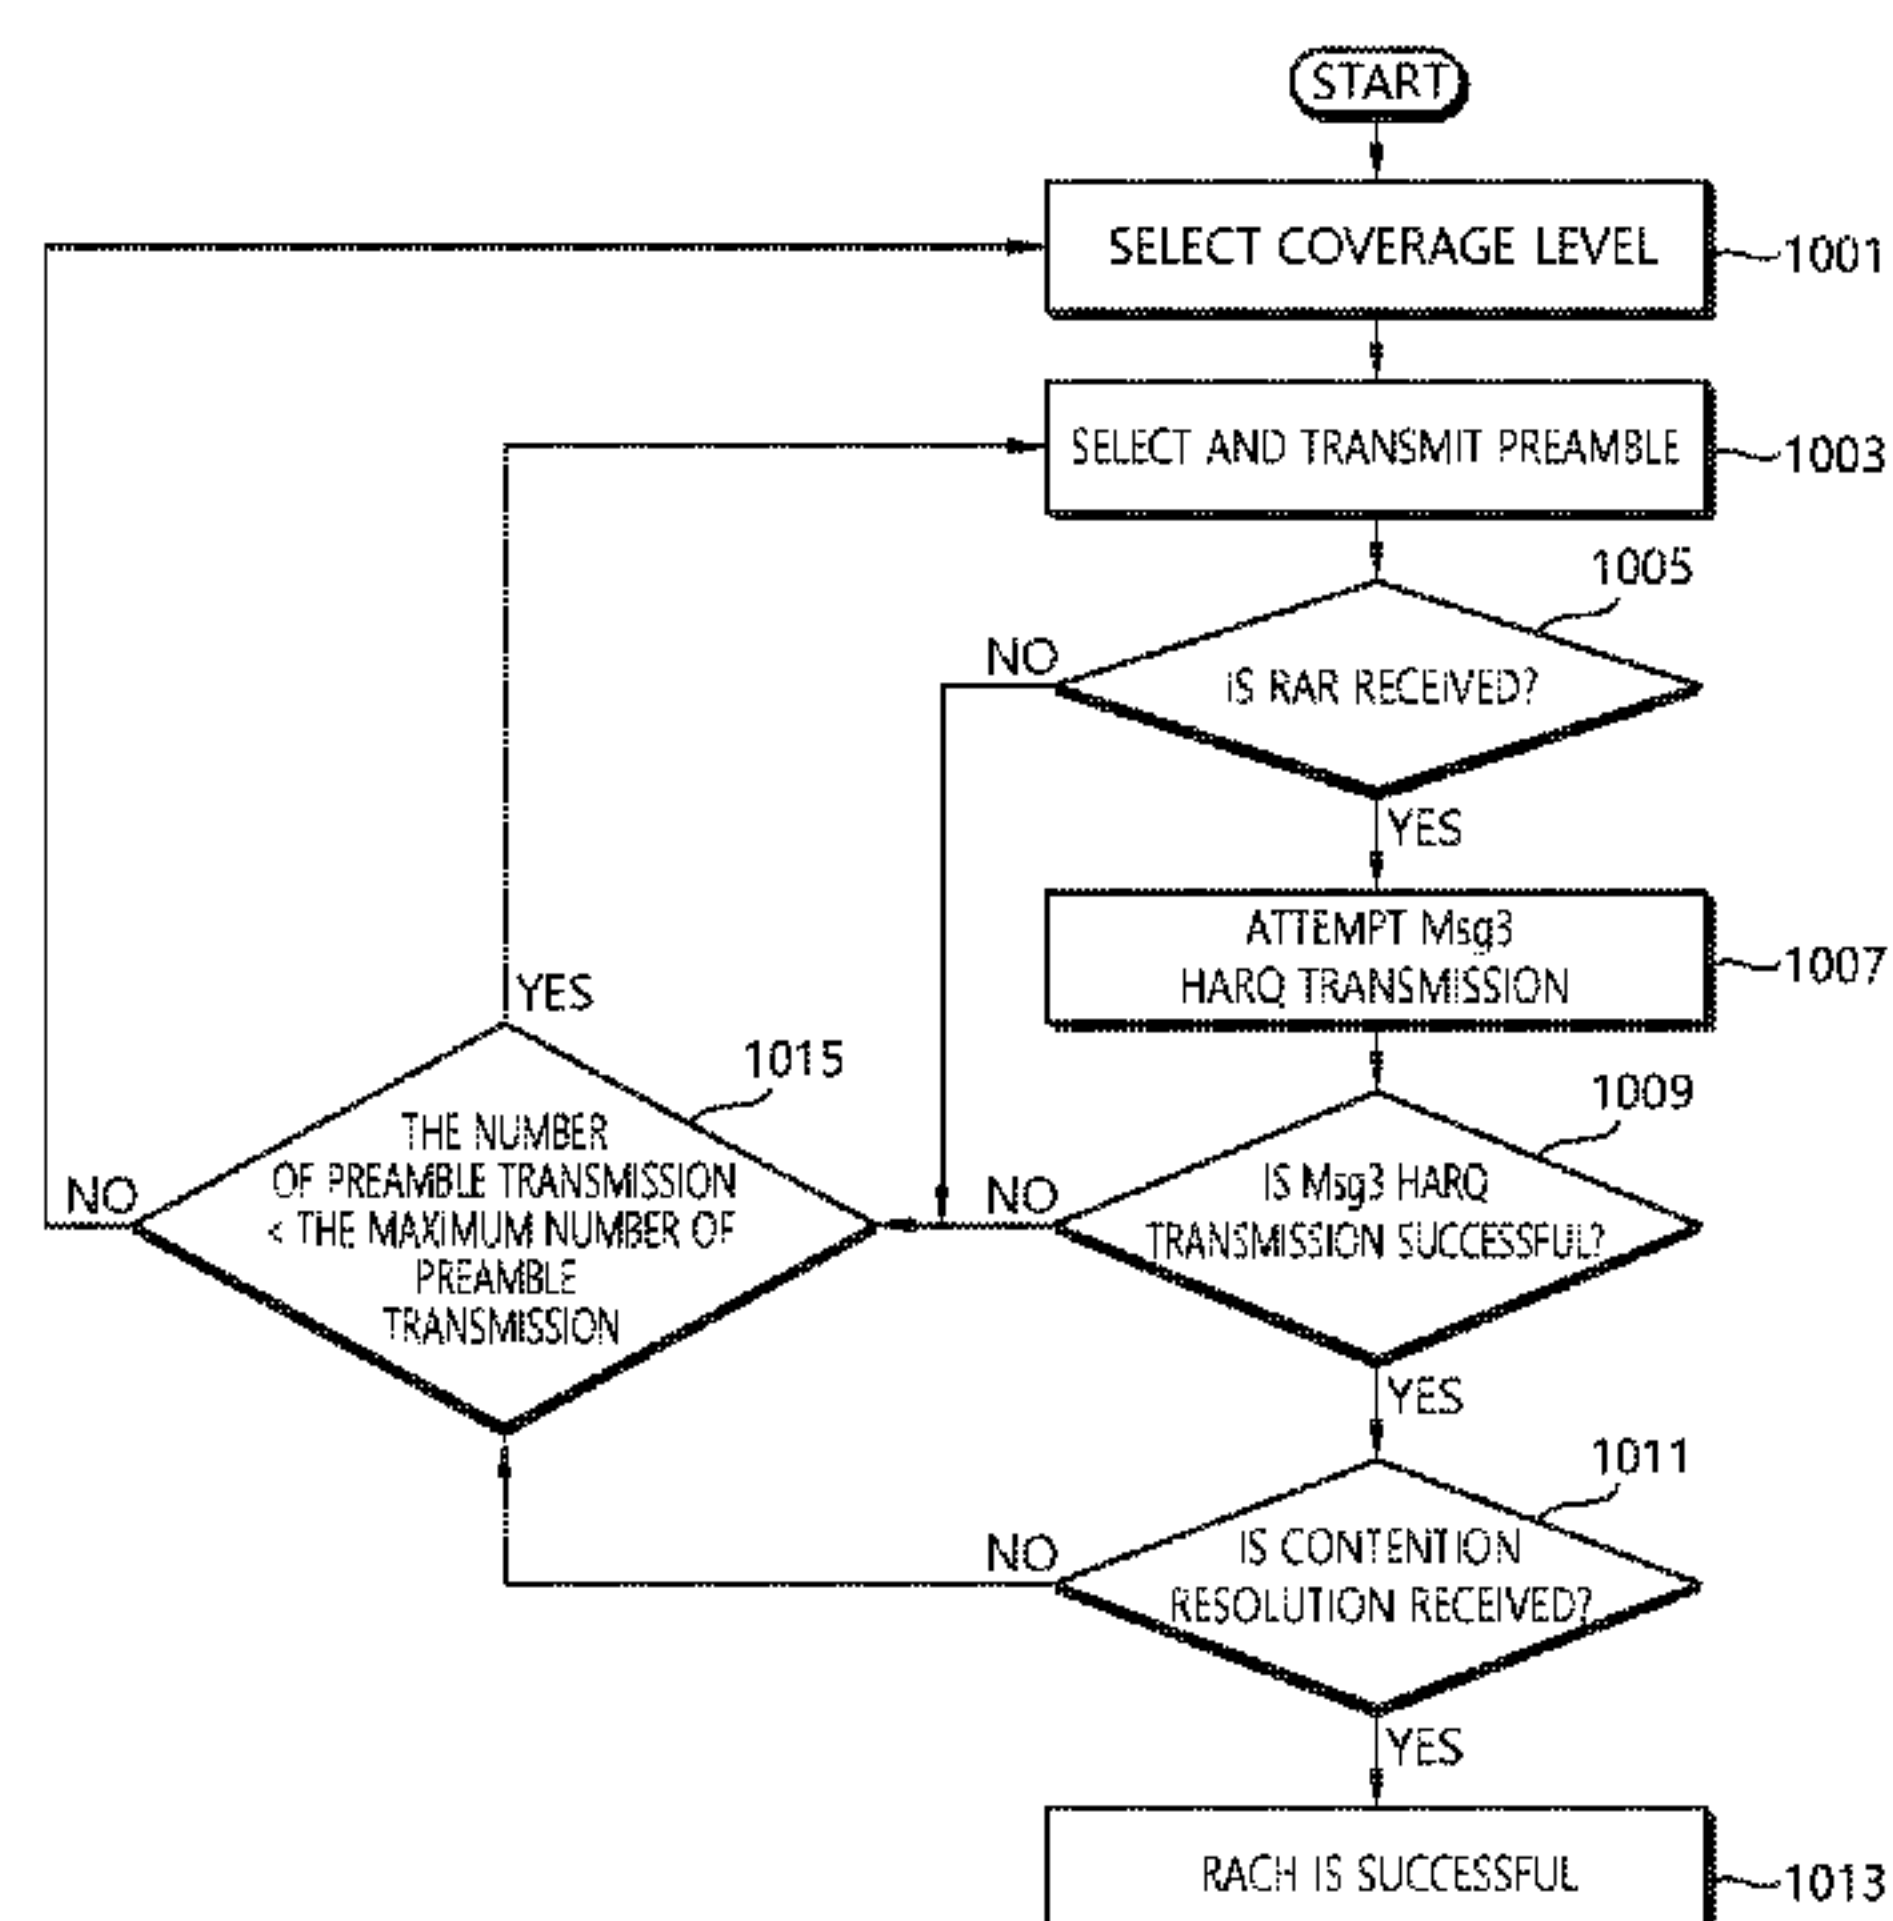 START
SELECT COVERAGE LEVEL
1001
SELECT AND TRANSMIT PREAMBLE
1003
1005
NO
IS RAR RECEIVED?
YES
ATTEMPT Msg3
HARQ TRANSMISSION
1007
YES
1015
THE NUMBER
OF PREAMBLE TRANSMISSION
< THE MAXIMUM NUMBER OF
PREAMBLE
TRANSMISSION
NO
1009
NO
IS Msg3 HARQ
TRANSMISSION SUCCESSFUL?
YES
1011
NO
IS CONTENTION
RESOLUTION RECEIVED?
YES
RACH IS SUCCESSFUL
1013